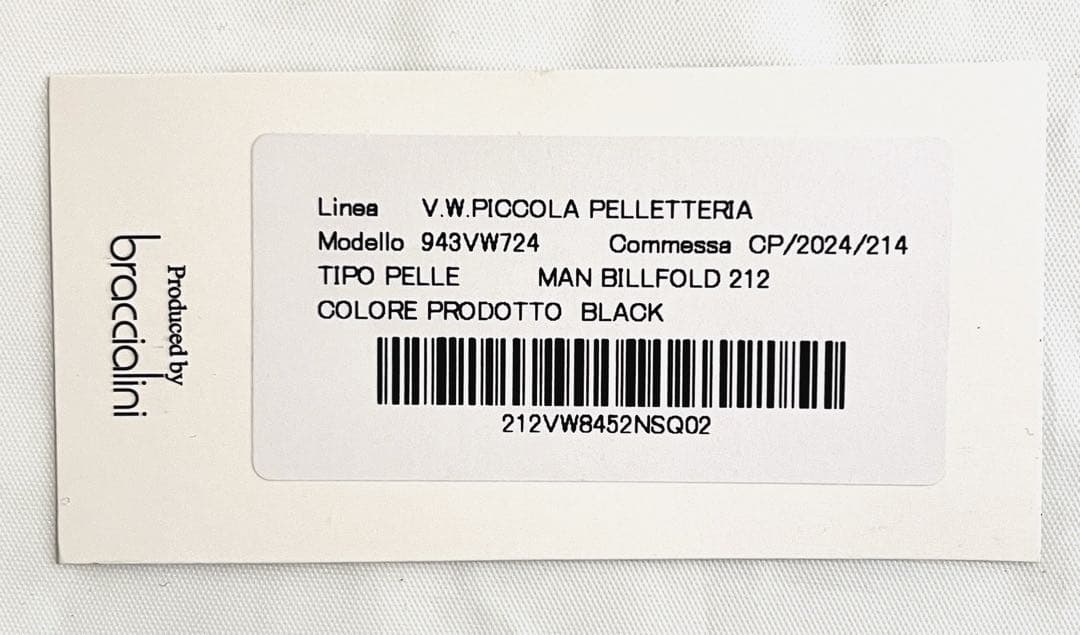 Linea V.W.PICCOLA PELLETTERIA
Modello 943VW724 Commessa CP/2024/214
TIPO PELLE MAN BILLFOLD 212
COLORE PRODOTTO BLACK
212VW8452NSQ02
Produced by
braccialini